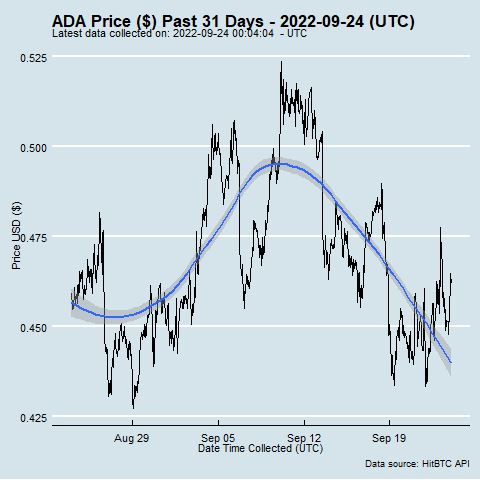 ADA Price ($) Past 31 Days - 2022-09-24 (UTC)
Latest data collected on: 2022-09-24 00:04:04 - UTC
0.525
0.500
0.475
0.450
0.425
Price USD ($)
Aug 29
Sep 05
Sep 12
Sep 19
Date Time Collected (UTC)
Data source: HitBTC API